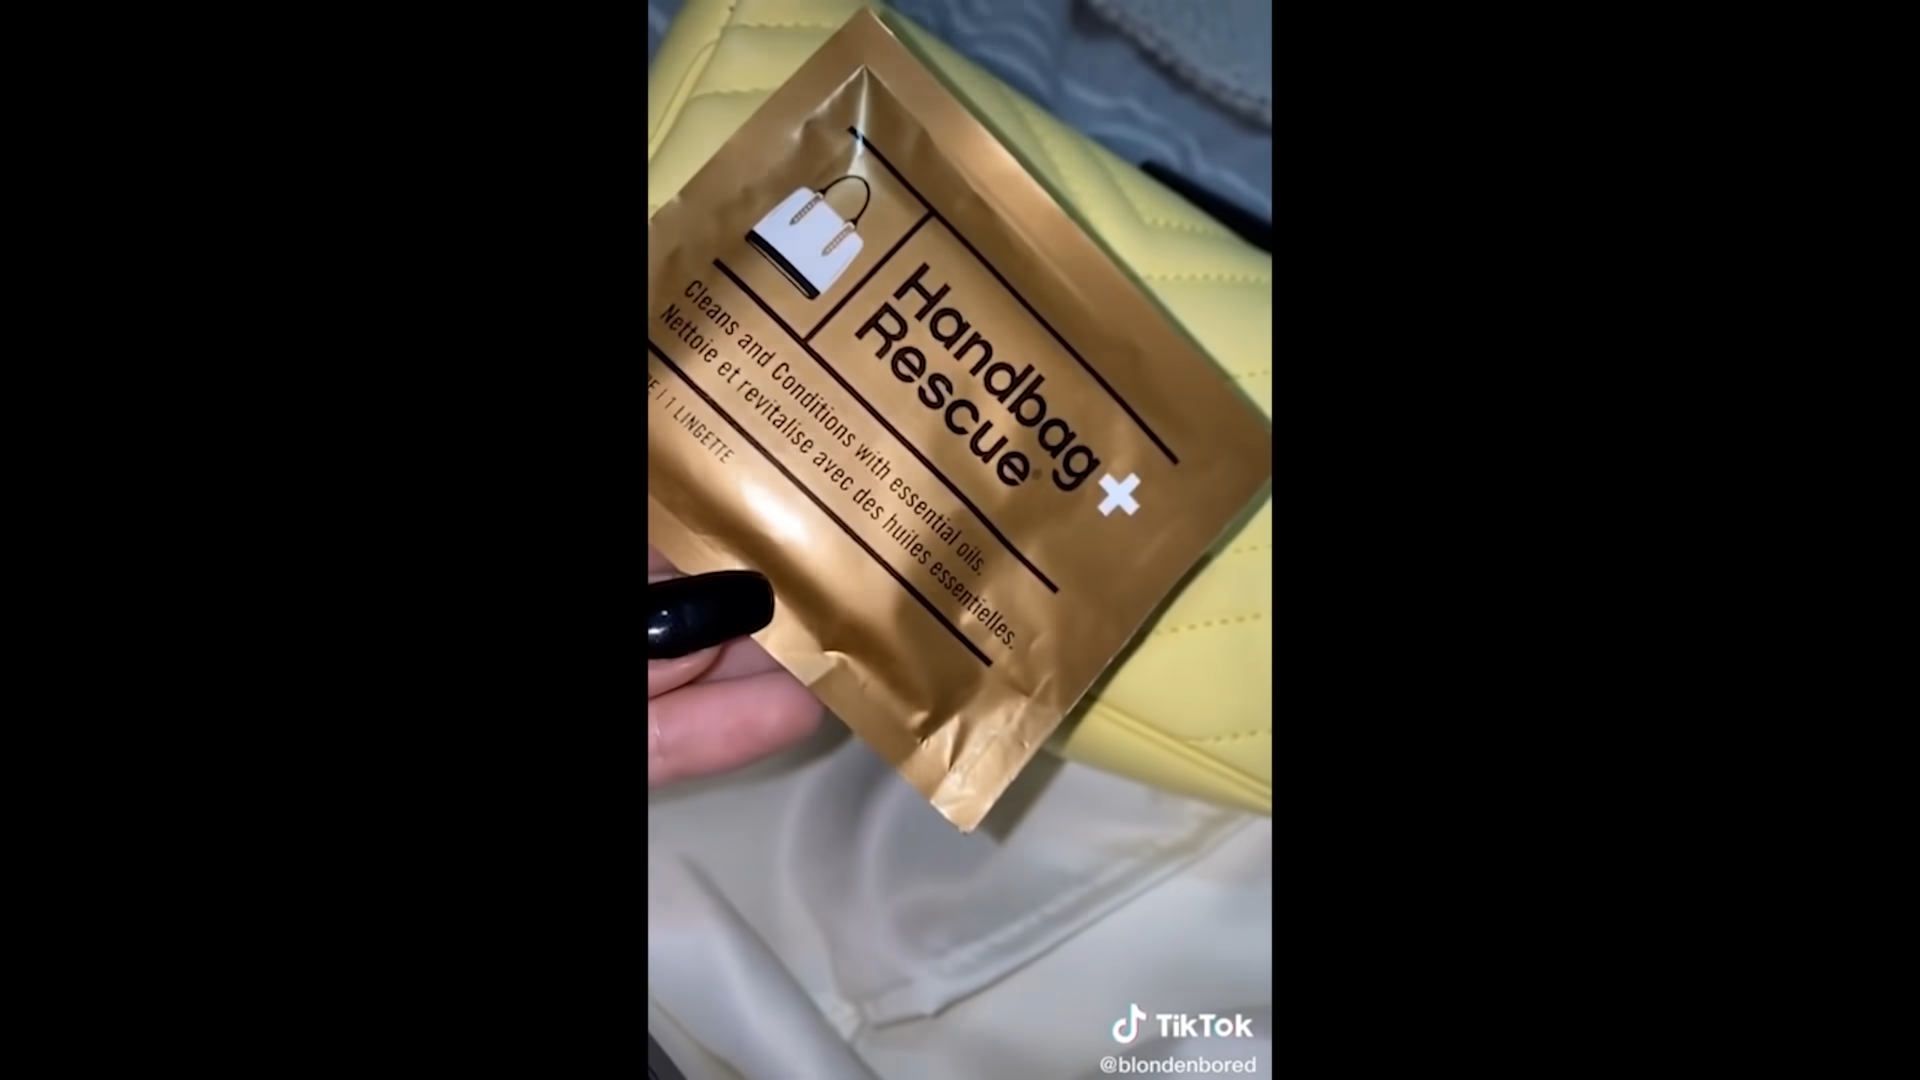 Handbag
Rescue®
Cleans and Conditions with essential oils.
Nettoie et revitalise avec des huiles essentielles.
1 LINGETTE
TikTok
@blondenbored